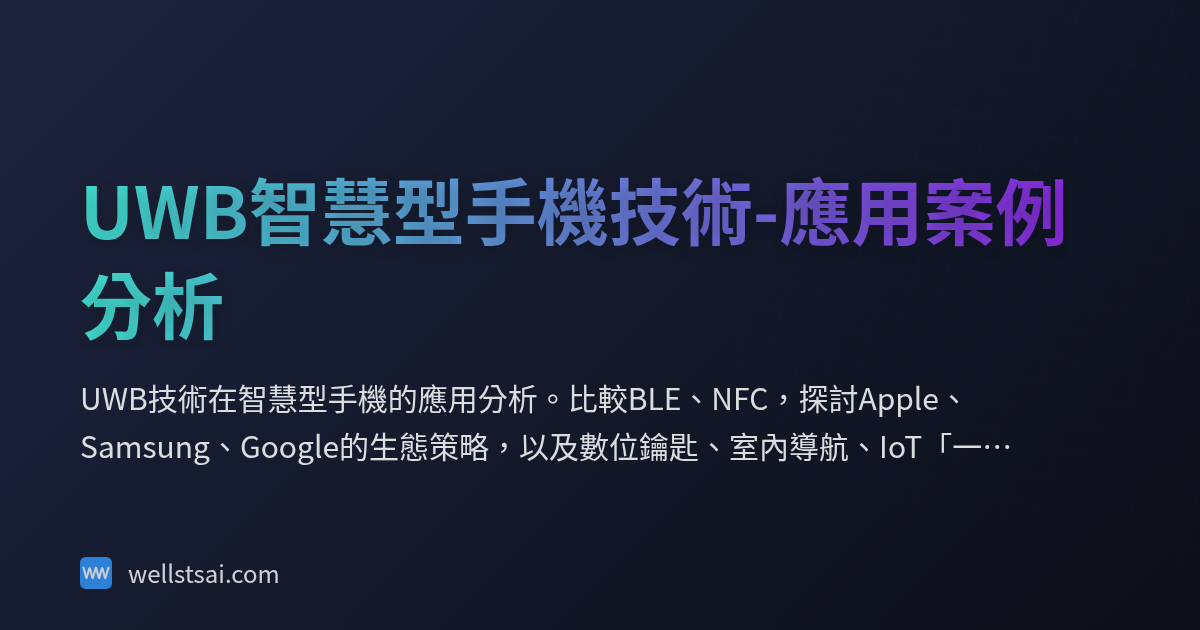 UWB智慧型手機技術-應用案例
分析
UWB技術在智慧型手機的應用分析。比較BLE、NFC，探討Apple、
Samsung、Google的生態策略，以及數位鑰匙、室內導航、IoT「一…
wellstsai.com